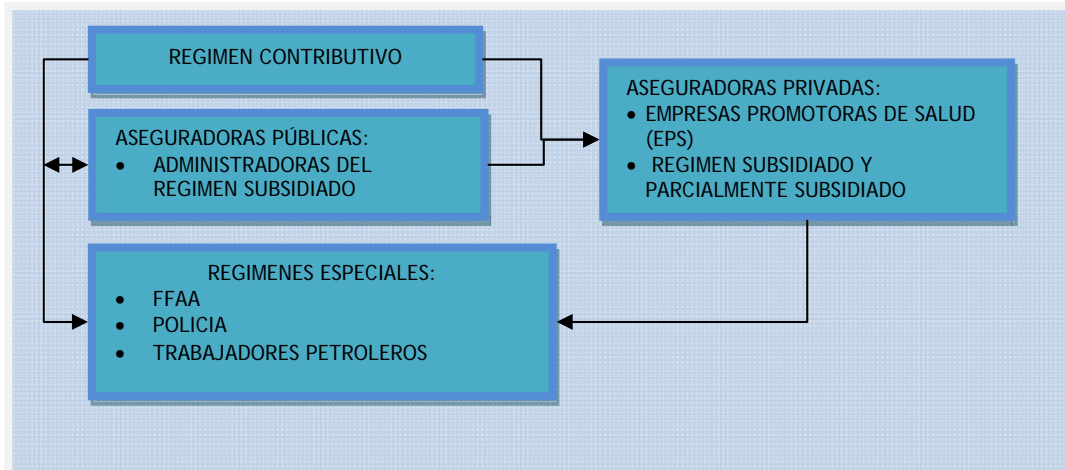 REGIMEN CONTRIBUTIVO
ASEGURADORAS PÚBLICAS:
• ADMINISTRADORAS DEL
REGIMEN SUBSIDIADO
ASEGURADORAS PRIVADAS:
• EMPRESAS PROMOTORAS DE SALUD
(EPS)
• REGIMEN SUBSIDIADO Y
PARCIALMENTE SUBSIDIADO
REGIMENES ESPECIALES:
• FFAA
• POLICIA
• TRABAJADORES PETROLEROS